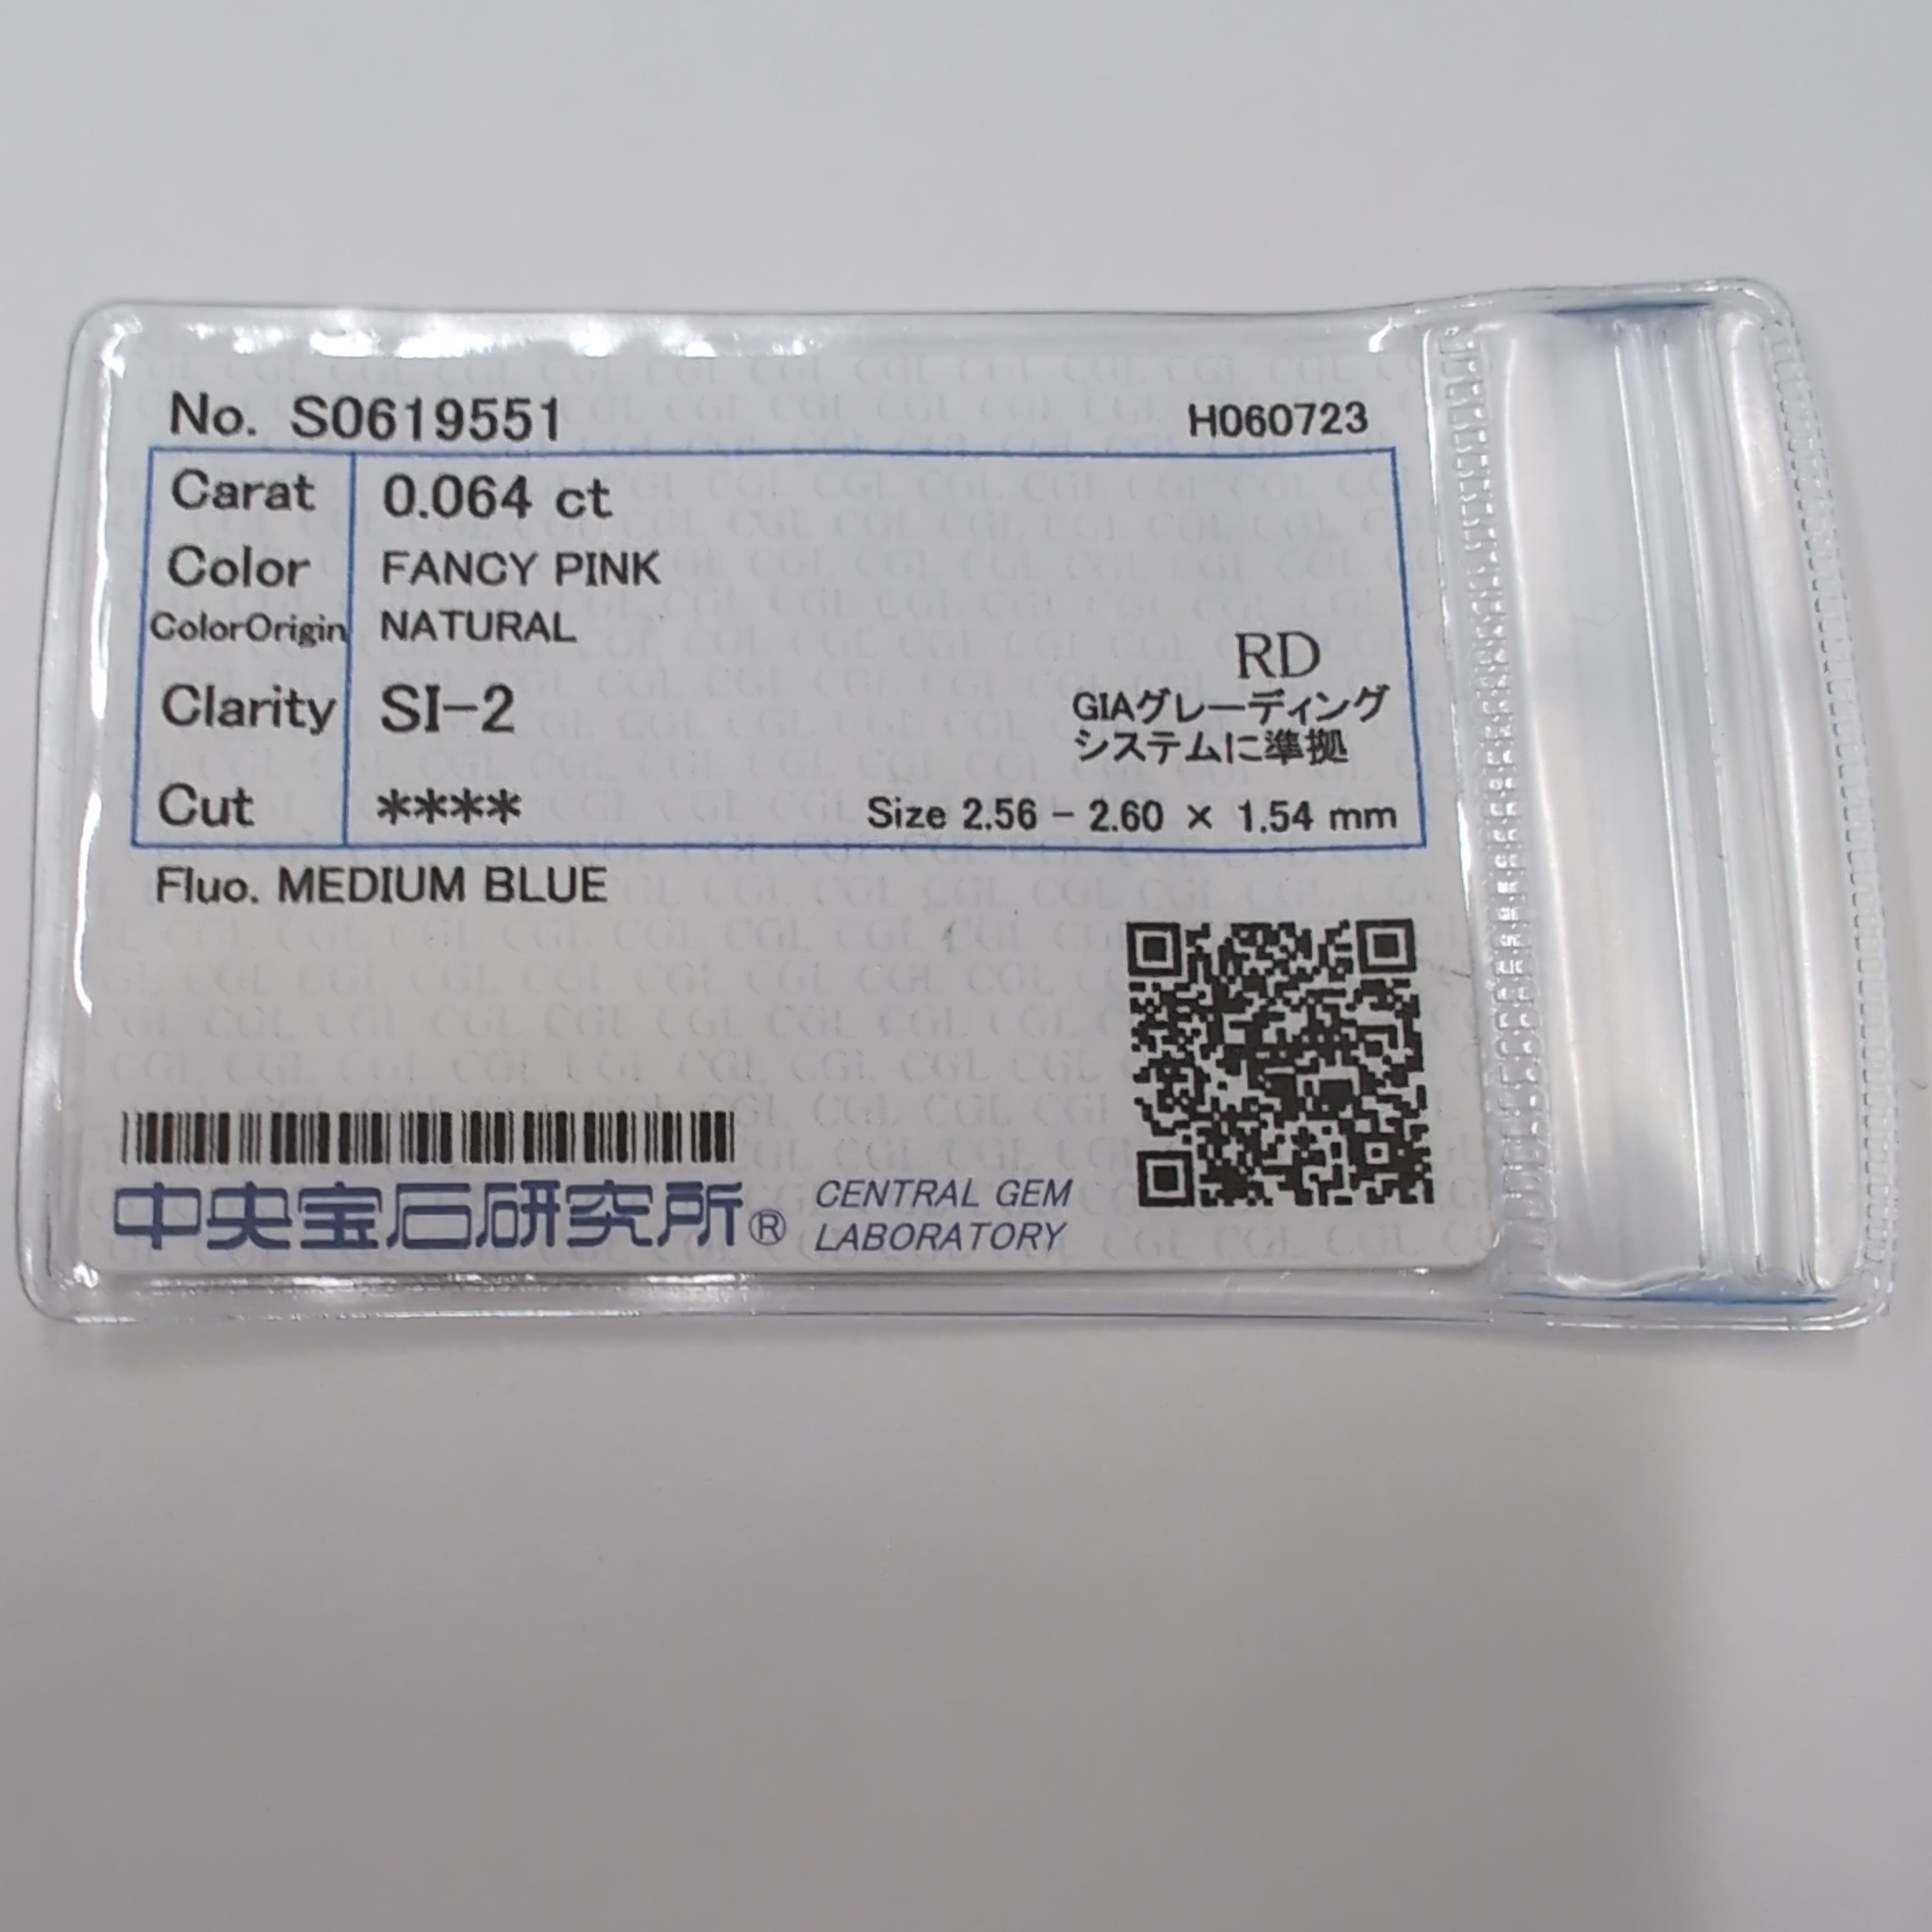 No. S0619551 H060723
Carat 0.064 ct
Color FANCY PINK
ColorOrigin NATURAL
RD
Clarity SI-2
GIAグレーディング
システムに準拠
Cut ****
Size 2.56 - 2.60 × 1.54 mm
Fluo. MEDIUM BLUE
中央宝石研究所®
CENTRAL GEM
LABORATORY